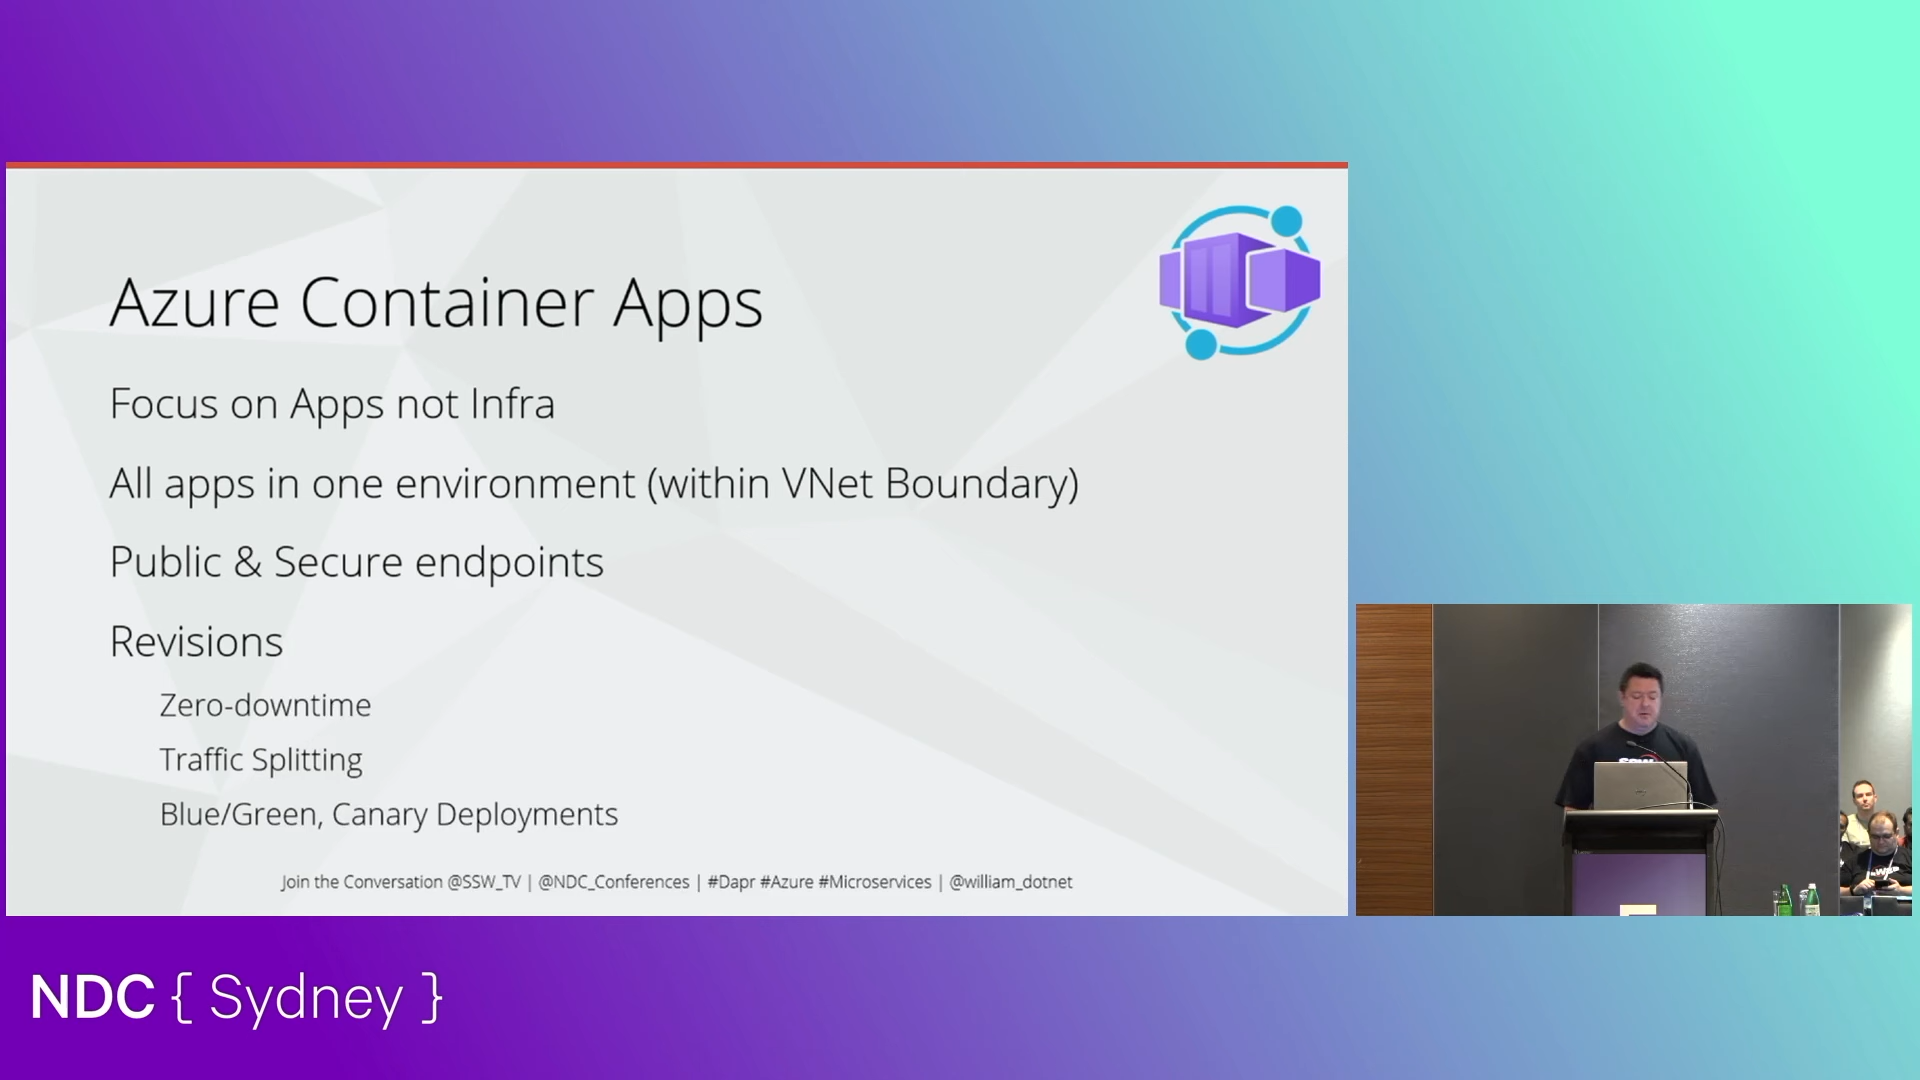 Azure Container Apps
Focus on Apps not Infra
All apps in one environment (within VNet Boundary)
Public & Secure endpoints
Revisions
Zero-downtime
Traffic Splitting
Blue/Green, Canary Deployments
Join the Conversation @SSW_TV | @NDC_Conferences | #Dapr #Azure #Microservices | @william_dotnet
NDC { Sydney }